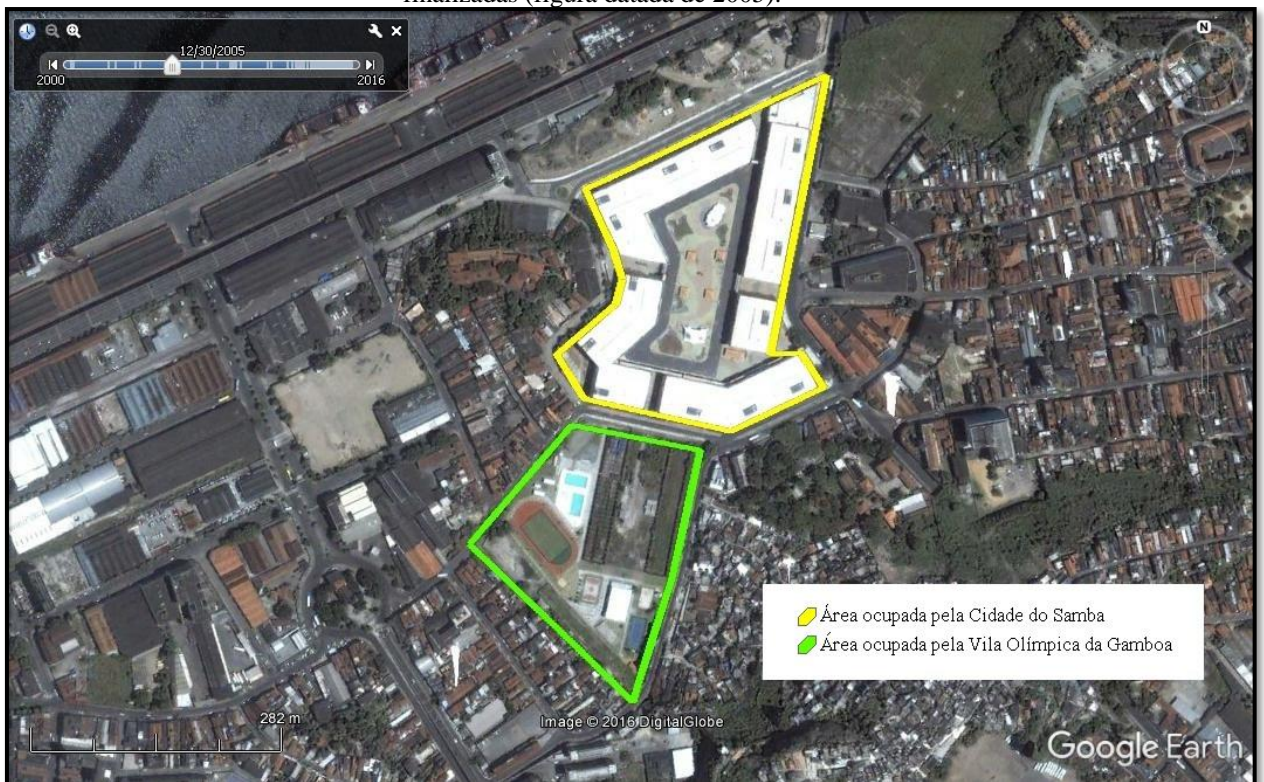 finalizadas (figura datada de 2005).
12/30/2005
2000
2016
N
Área ocupada pela Cidade do Samba
Área ocupada pela Vila Olímpica da Gamboa
282 m
Image © 2016 DigitalGlobe
Google Earth